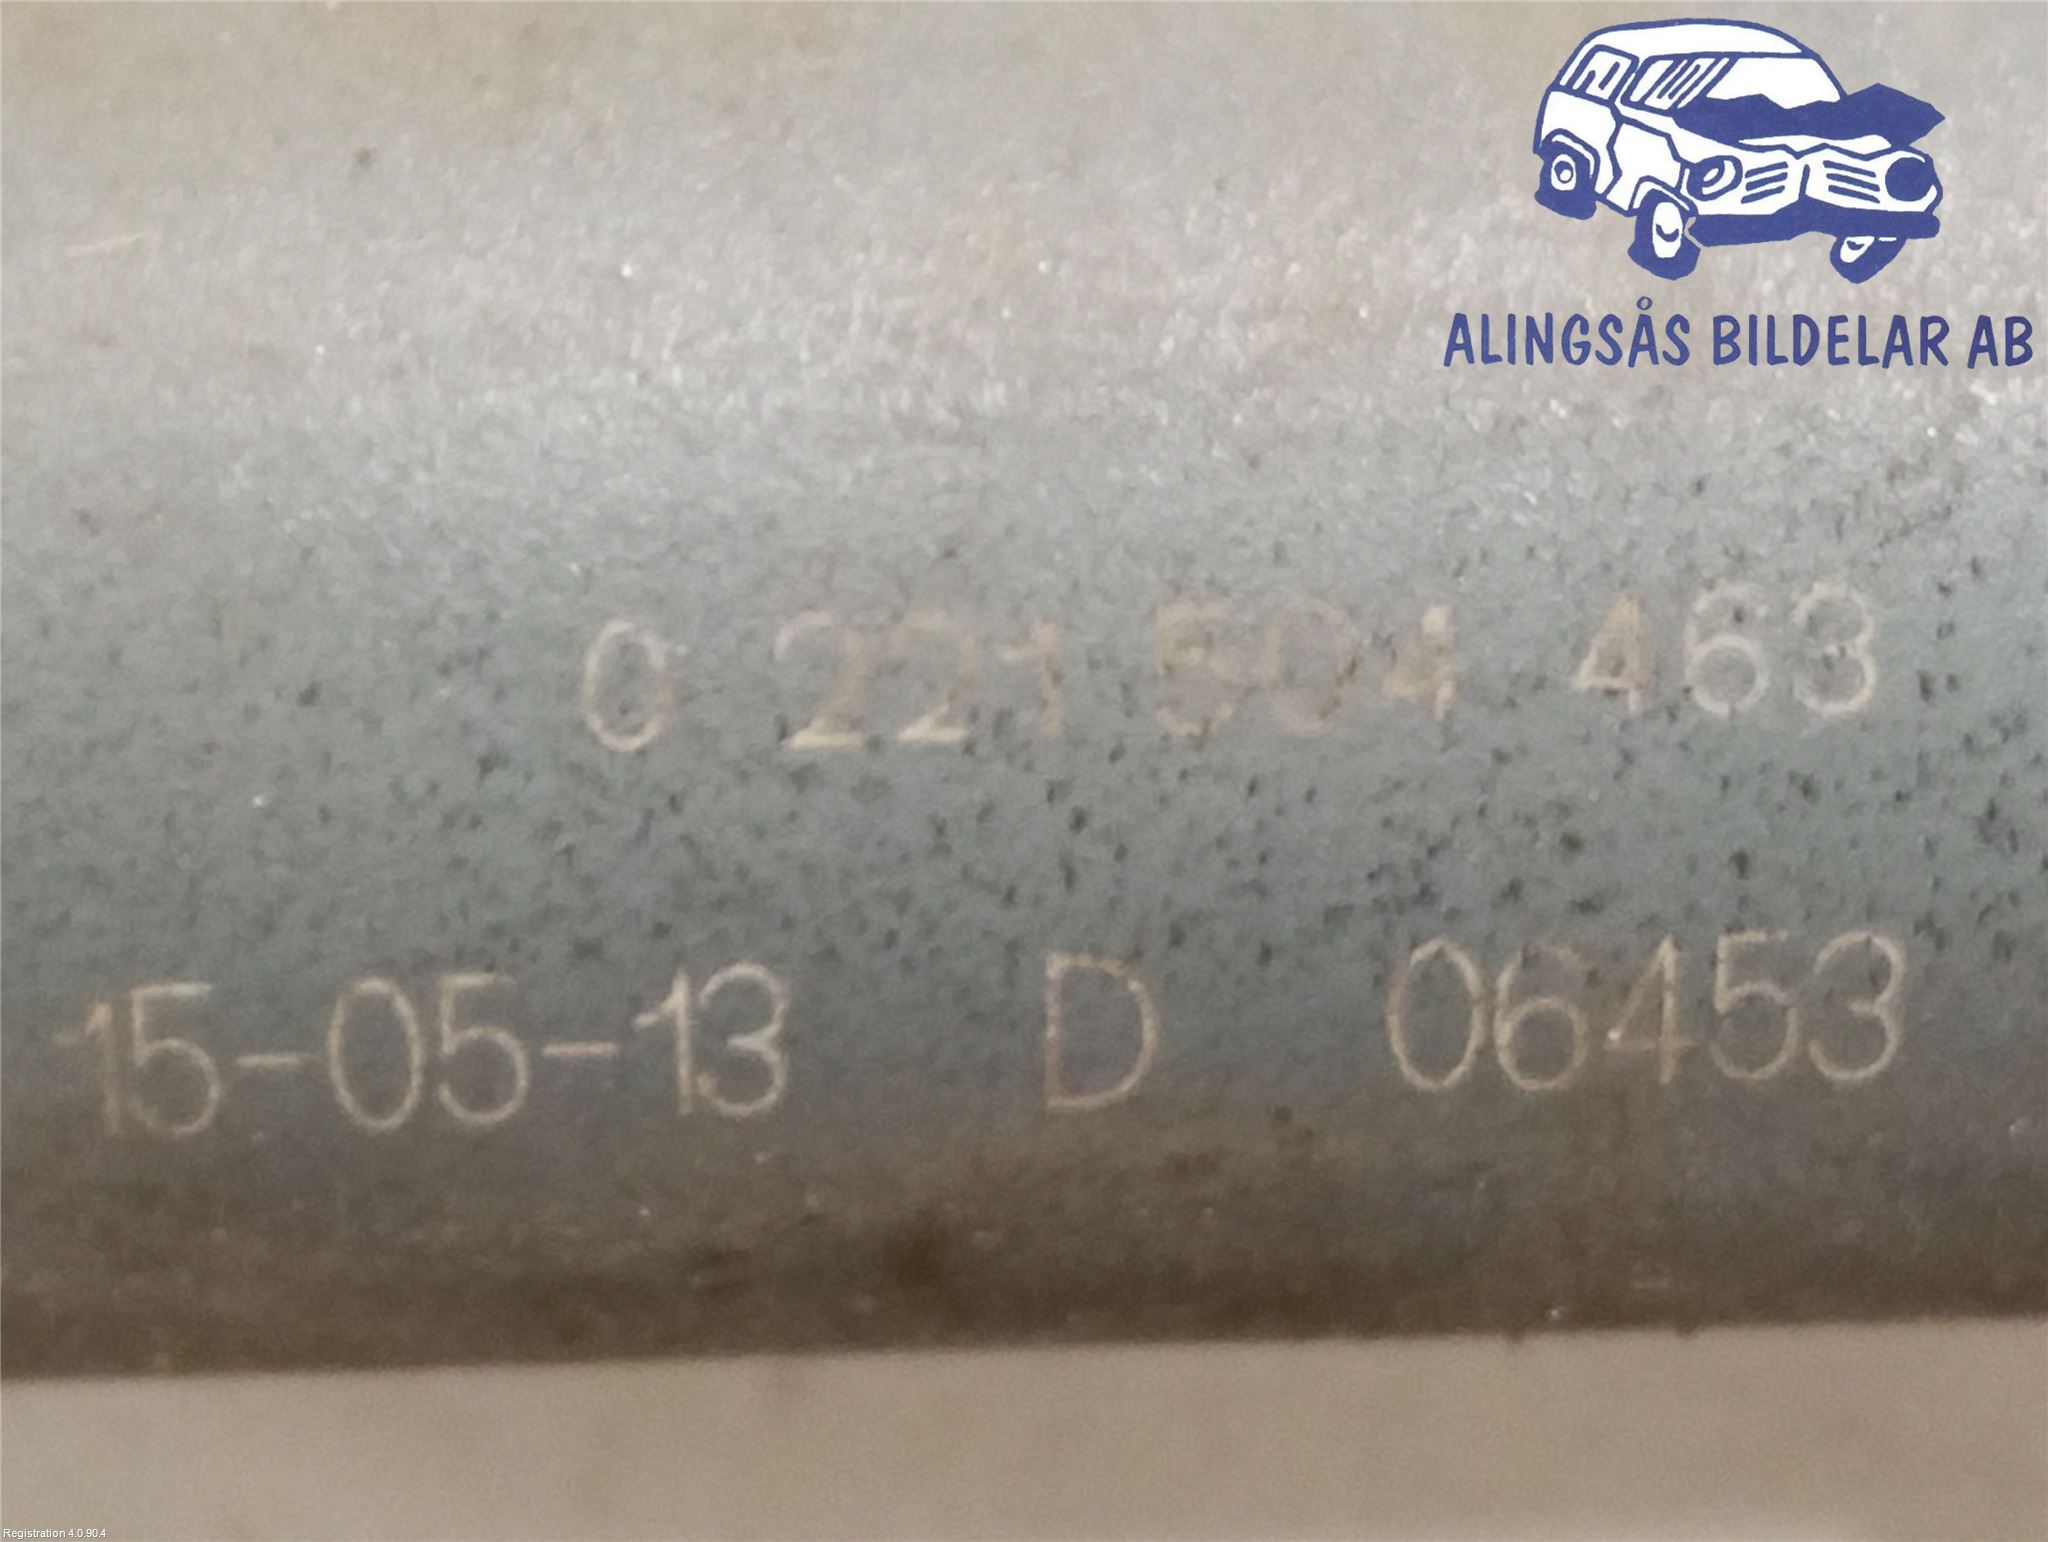 ALINGSÅS BILDELAR AB
0 221 504 463
15-05-13 D 06453
Registration 4.0.90.4